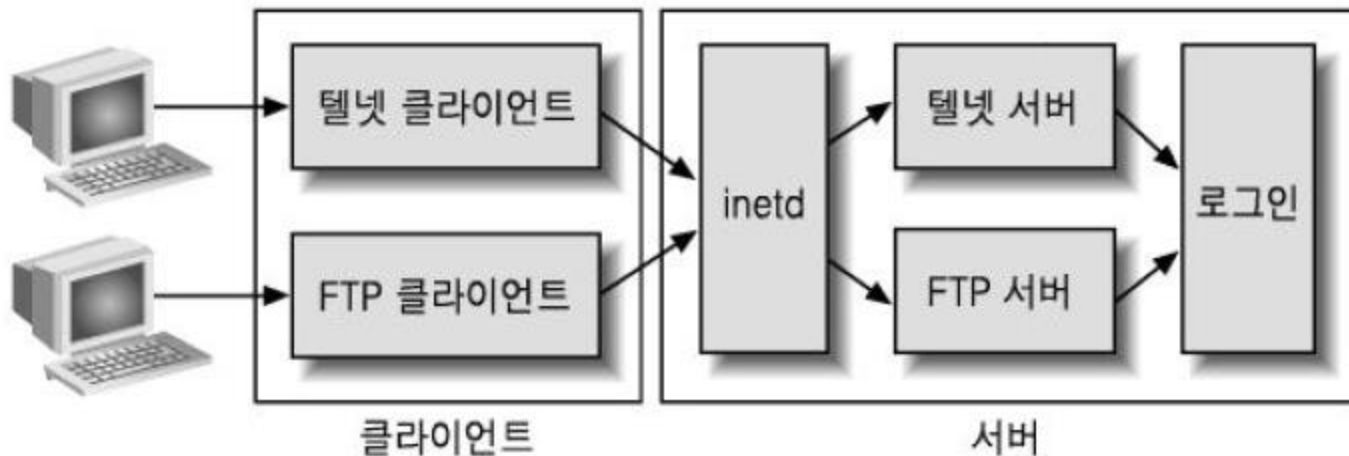 텔넷 클라이언트
FTP 클라이언트
클라이언트
inetd
텔넷 서버
FTP 서버
로그인
서버